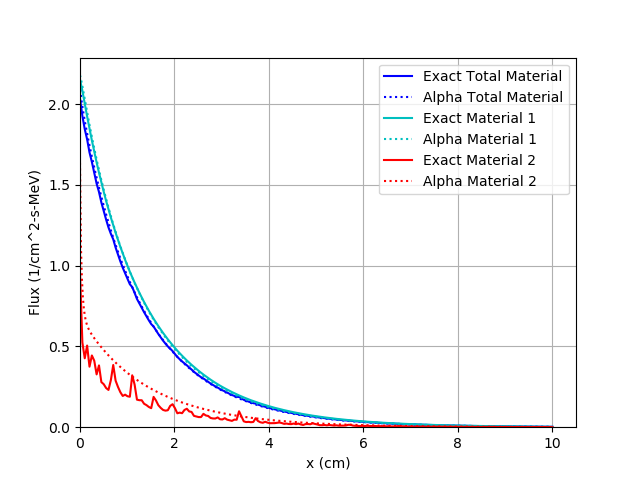 Exact Total Material
Alpha Total Material
Exact Material 1
Alpha Material 1
Exact Material 2
Alpha Material 2
2.0
1.5
1.0
0.5
0.0
Flux (1/cm^2-s-MeV)
0 2 4 6 8 10
x (cm)